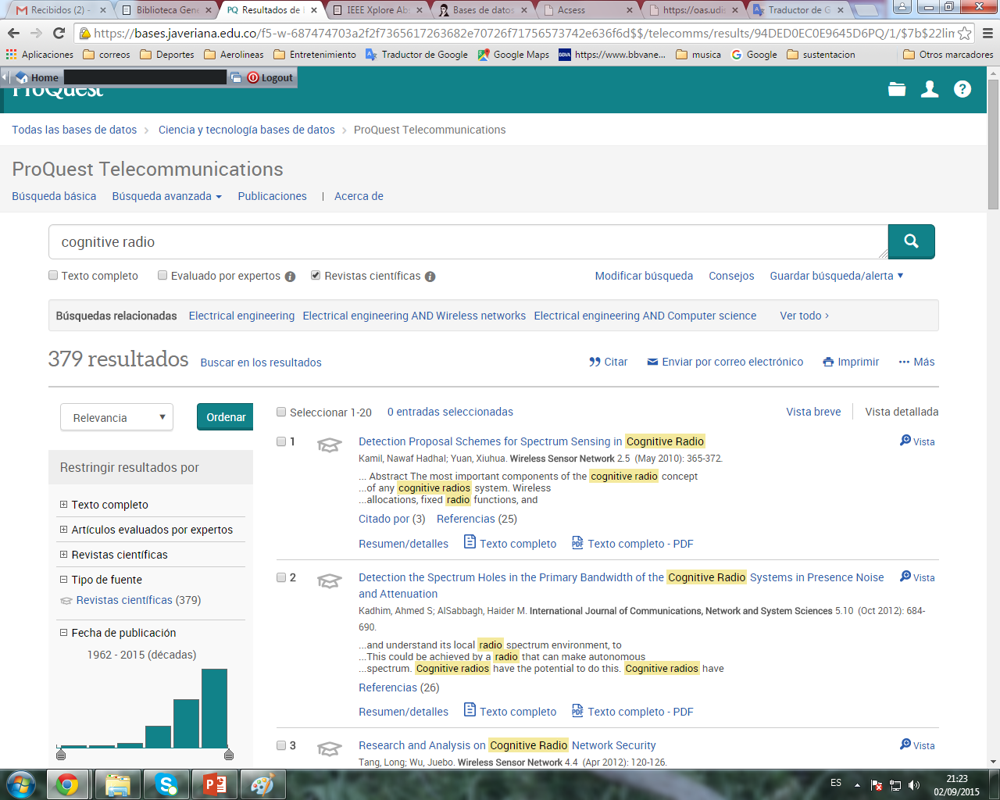 Recibidos (2) -
Biblioteca Gene
Resultados de
IEEE Xplore Abs
Bases de datos
Acsess
https://oas.udis
Traductor de G
https://bases.javeriana.edu.co/f5-w-687474703a2f2f7365617263682e70726f71756573742e636f6d$$/telecomms/results/94DED0EC0E9645D6PQ/1/$7b$22lim
Aplicaciones correos Deportes Aerolineas Entretenimiento Traductor de Google Google Maps https://www.bbvane... musica Google sustentacion Otros marcadores
Home Logout
ProQuest
Todas las bases de datos Ciencia y tecnología bases de datos ProQuest Telecommunications
ProQuest Telecommunications
Búsqueda básica Búsqueda avanzada Publicaciones | Acerca de
cognitive radio
Texto completo Evaluado por expertos Revistas científicas Modificar búsqueda Consejos Guardar búsqueda/alerta
Búsquedas relacionadas Electrical engineering Electrical engineering AND Wireless networks Electrical engineering AND Computer science Ver todo ›
379 resultados Buscar en los resultados Citar Enviar por correo electrónico Imprimir Más
Relevancia Ordenar
Restringir resultados por
Texto completo
Artículos evaluados por expertos
Revistas científicas
Tipo de fuente
Revistas científicas (379)
Fecha de publicación
1962 - 2015 (décadas)
Seleccionar 1-20 0 entradas seleccionadas Vista breve Vista detallada
1 Detection Proposal Schemes for Spectrum Sensing in Cognitive Radio Vista
Kamil, Nawaf Hadhal; Yuan, Xiuhua. Wireless Sensor Network 2.5 (May 2010): 365-372.
... Abstract The most important components of the cognitive radio concept
...of any cognitive radios system. Wireless
...allocations, fixed radio functions, and
Citado por (3) Referencias (25)
Resumen/detalles Texto completo Texto completo - PDF
2 Detection the Spectrum Holes in the Primary Bandwidth of the Cognitive Radio Systems in Presence Noise Vista
and Attenuation
Kadhim, Ahmed S; AlSabbagh, Haider M. International Journal of Communications, Network and System Sciences 5.10 (Oct 2012): 684-
690.
...and understand its local radio spectrum environment, to
...This could be achieved by a radio that can make autonomous
...spectrum. Cognitive radios have the potential to do this. Cognitive radios have
Referencias (26)
Resumen/detalles Texto completo Texto completo - PDF
3 Research and Analysis on Cognitive Radio Network Security Vista
Tang, Long; Wu, Juebo. Wireless Sensor Network 4.4 (Apr 2012): 120-126.
ES 21:23
02/09/2015